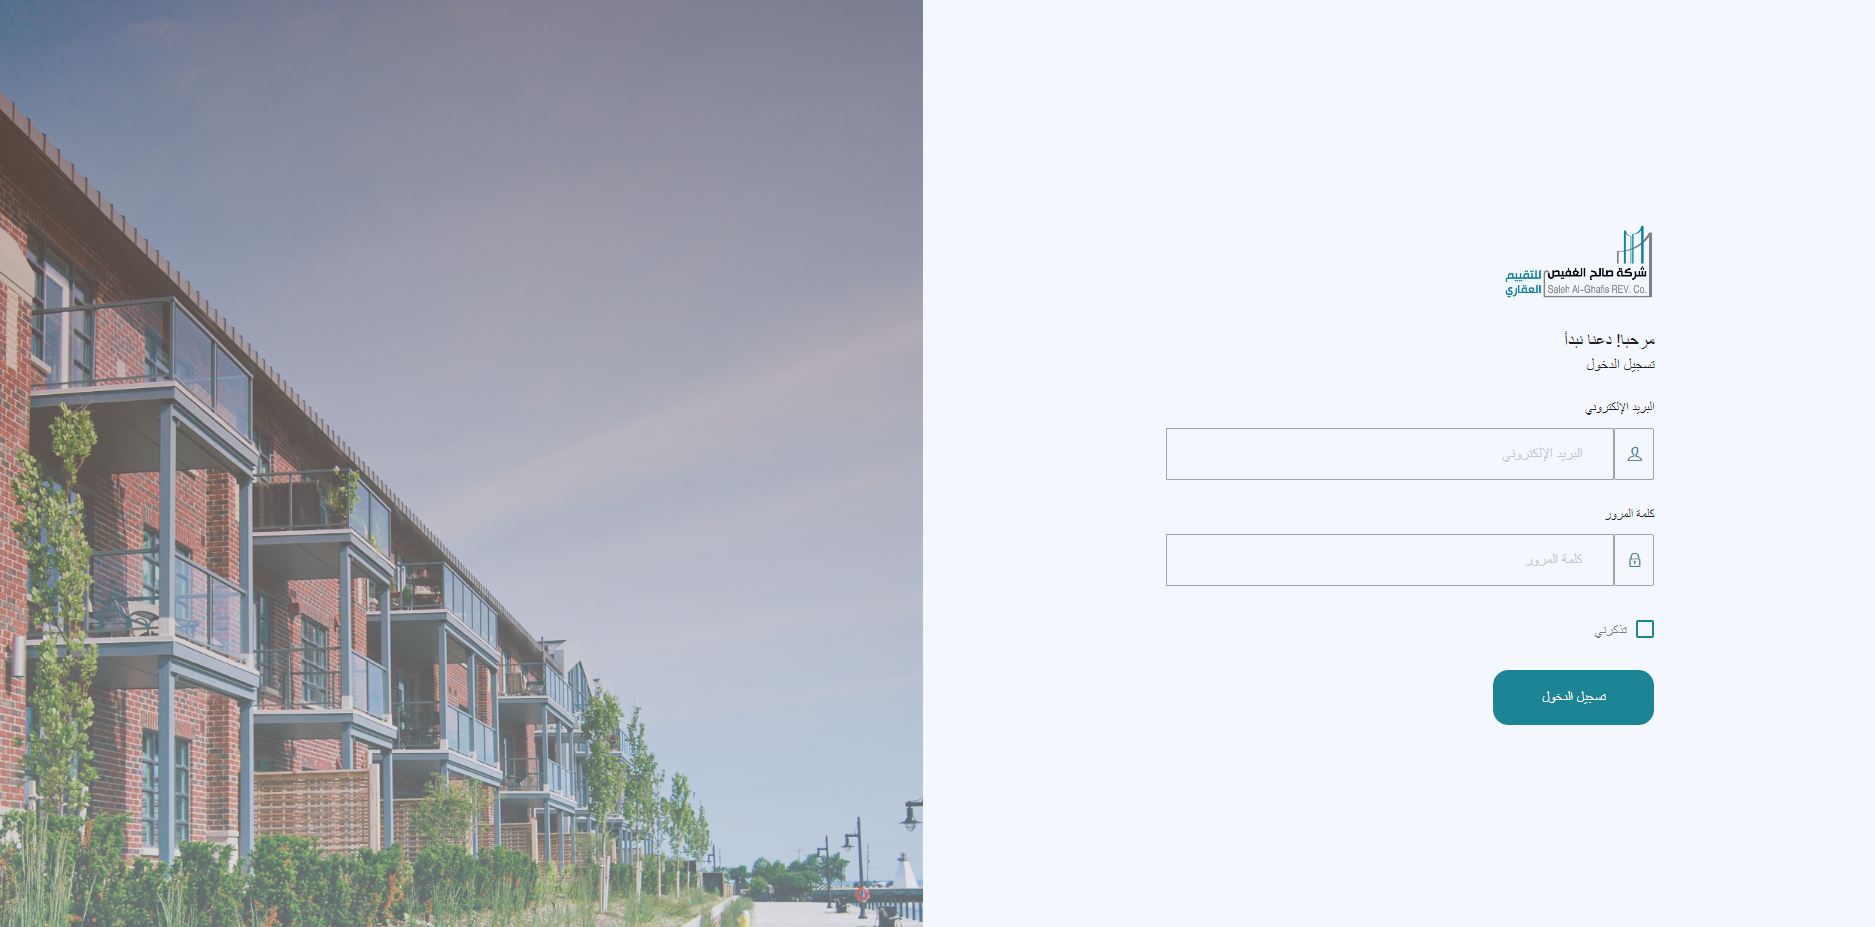 شركة صالح الغفيص للتقييم
Saleh Al-Ghafis REV. Co. العقاري
مرحبا! دعنا نبدأ
تسجيل الدخول
البريد الإلكتروني
البريد الإلكتروني
كلمة المرور
كلمة المرور
تذكرني
تسجيل الدخول